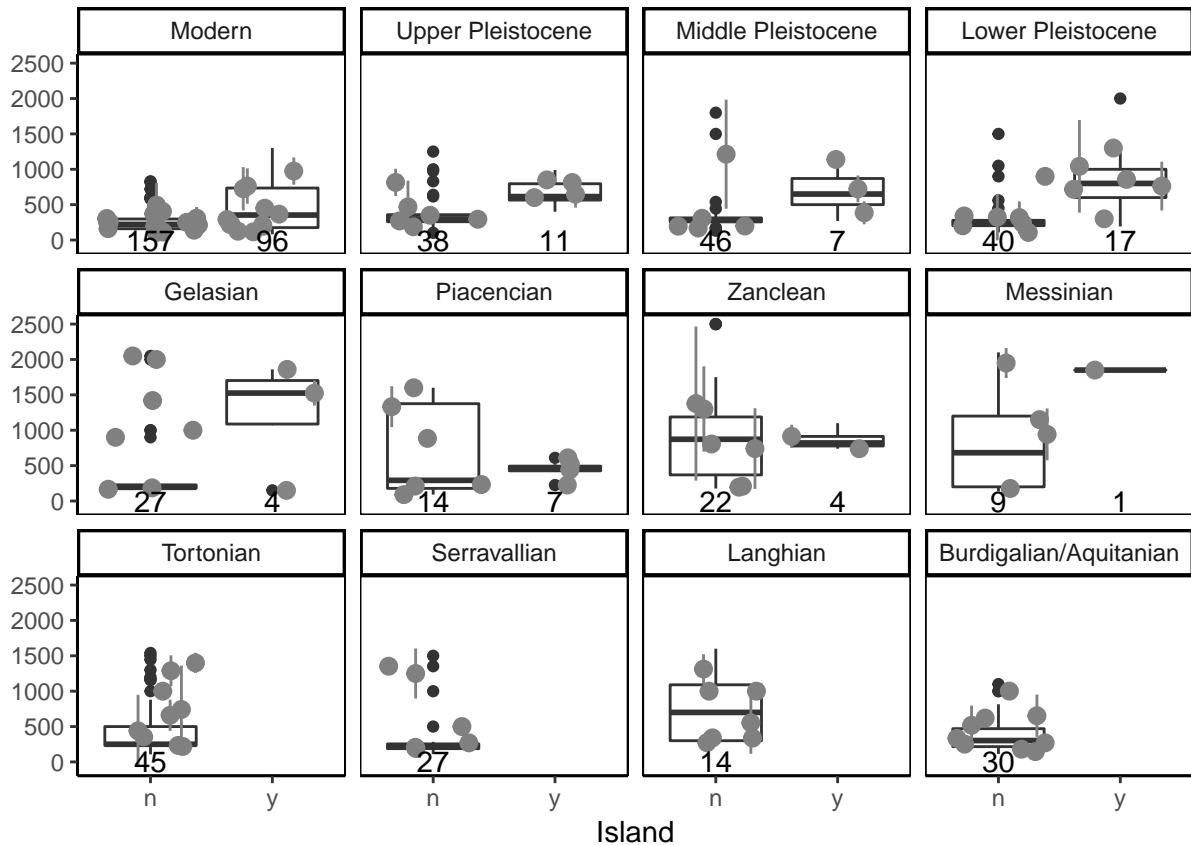 Modern
Upper Pleistocene
Middle Pleistocene
Lower Pleistocene
2500
2000
1500
1000
500
0
157
96
38
11
46
7
40
17
Gelasian
Piacencian
Zanclean
Messinian
2500
2000
1500
1000
500
0
27
4
14
7
22
4
9
1
Tortonian
Serravallian
Langhian
Burdigalian/Aquitanian
2500
2000
1500
1000
500
0
45
27
14
30
n
y
n
y
n
y
n
y
Island